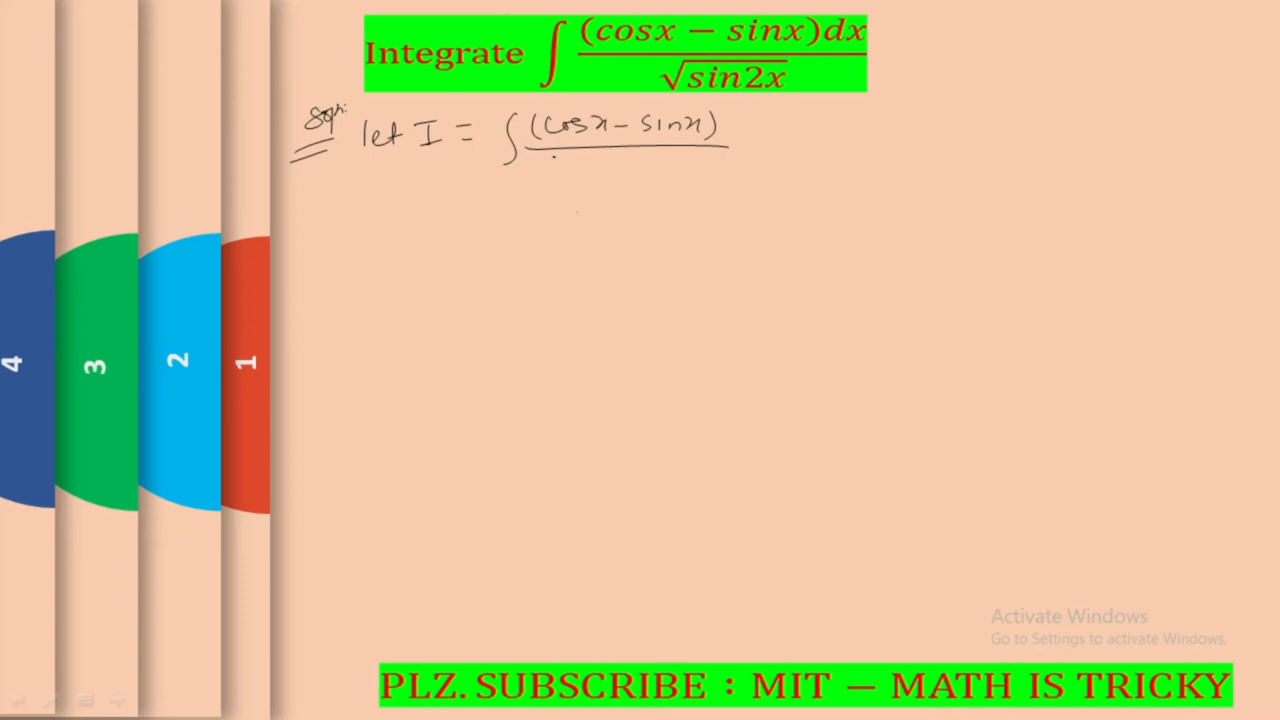 Integrate ∫ (cosx − sinx)dx / √sin2x
Solⁿ: let I = ∫ (cosx − sinx)
4
3
2
1
Activate Windows
Go to Settings to activate Windows.
PLZ. SUBSCRIBE : MIT − MATH IS TRICKY